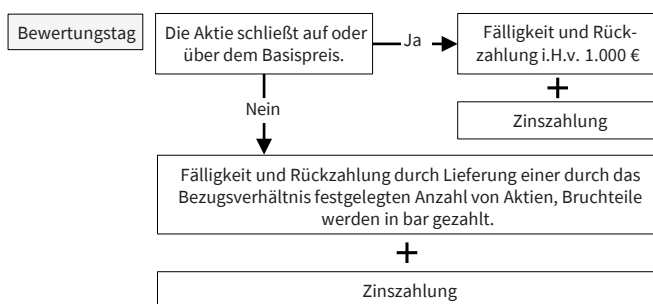 Bewertungstag
Die Aktie schließt auf oder
über dem Basispreis.
Ja
Fälligkeit und Rück-
zahlung i.H.v. 1.000 €
+
Zinszahlung
Nein
Fälligkeit und Rückzahlung durch Lieferung einer durch das
Bezugsverhältnis festgelegten Anzahl von Aktien, Bruchteile
werden in bar gezahlt.
+
Zinszahlung